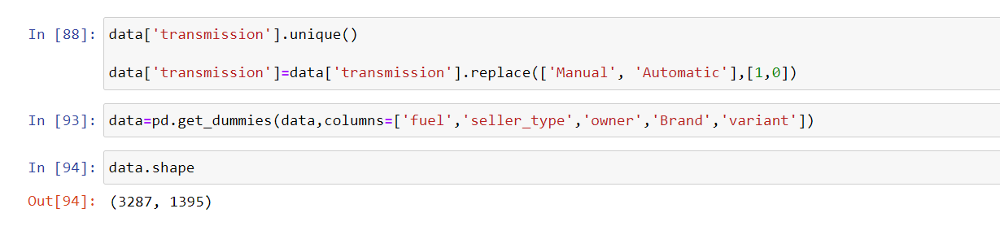 In [88]: data['transmission'].unique()
data['transmission']=data['transmission'].replace(['Manual', 'Automatic'],[1,0])
In [93]: data=pd.get_dummies(data,columns=['fuel','seller_type','owner','Brand','variant'])
In [94]: data.shape
Out[94]: (3287, 1395)